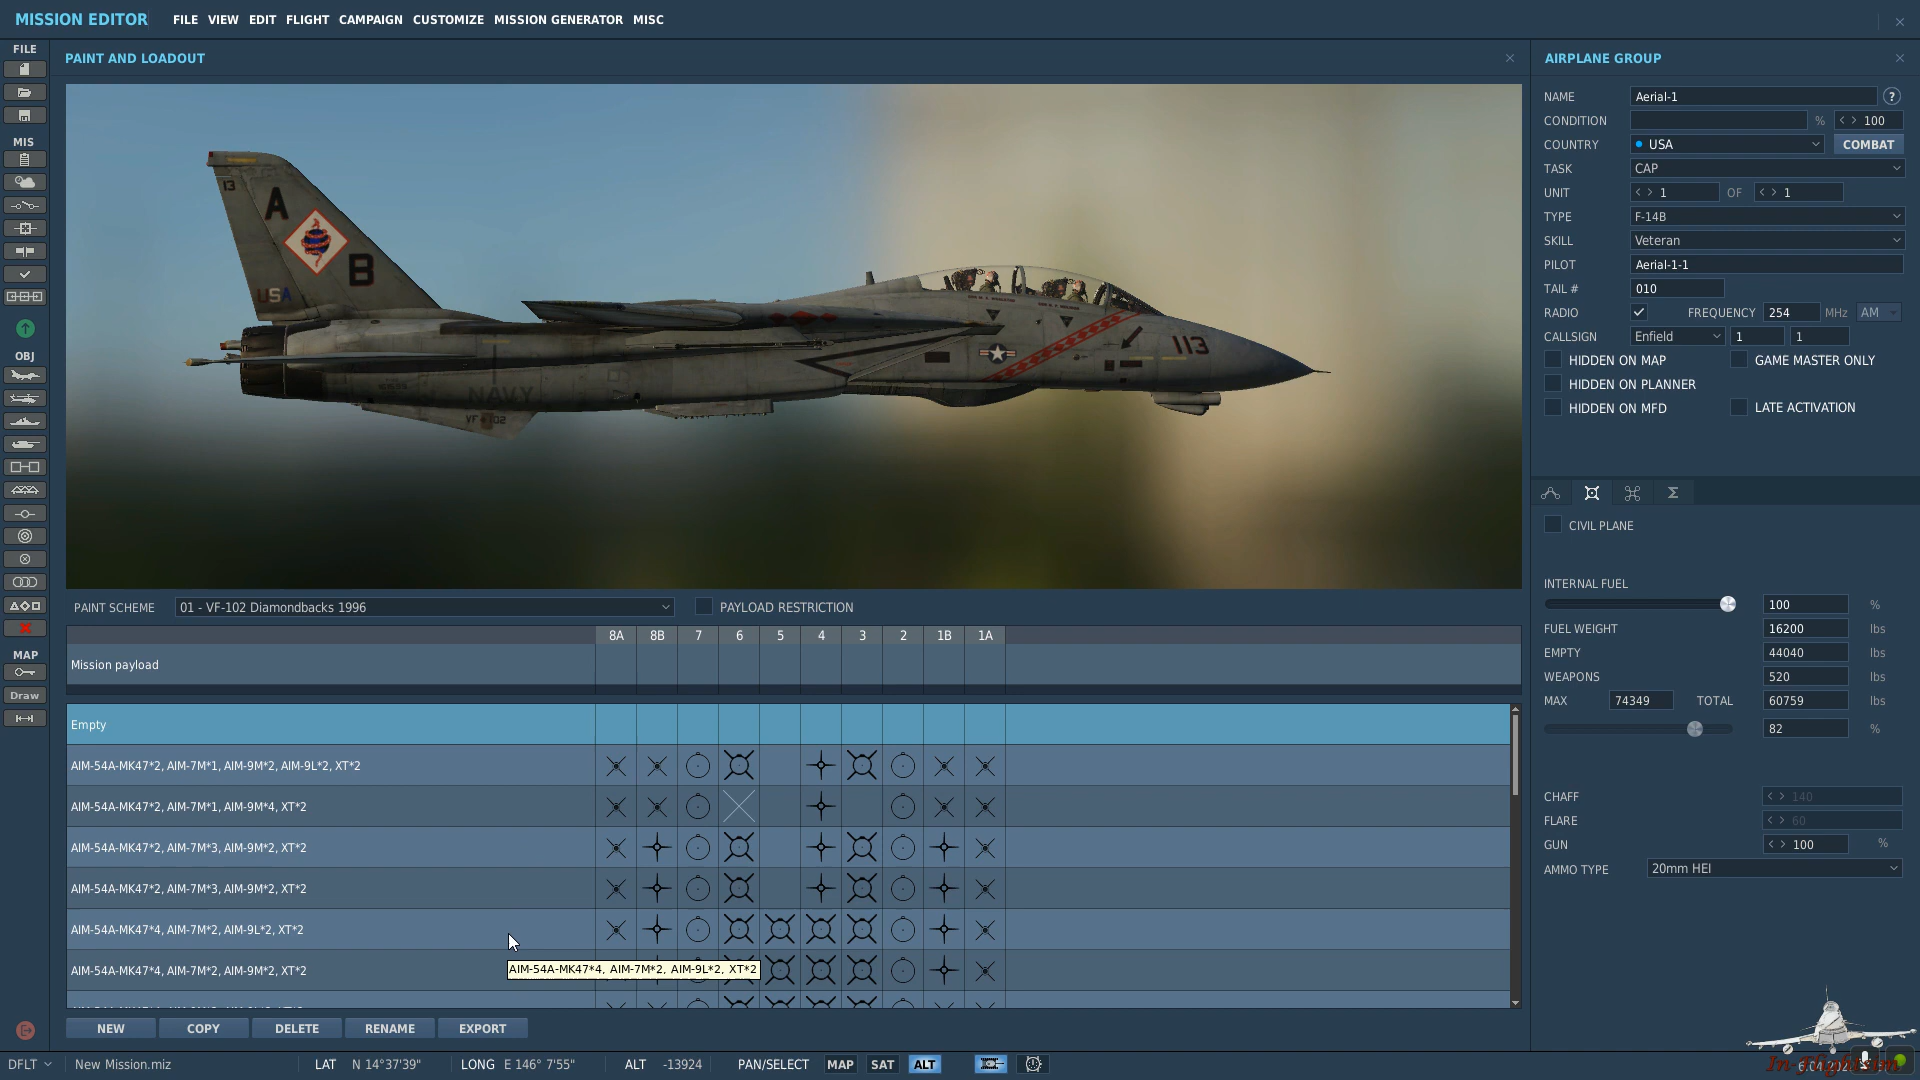 MISSION EDITOR
FILE VIEW EDIT FLIGHT CAMPAIGN CUSTOMIZE MISSION GENERATOR MISC
FILE
MIS
OBJ
MAP
Draw
PAINT AND LOADOUT
13
A
B
USA
NAVY
VF-102
113
PAINT SCHEME 01 - VF-102 Diamondbacks 1996 PAYLOAD RESTRICTION
8A 8B 7 6 5 4 3 2 1B 1A
Mission payload
Empty
AIM-54A-MK47*2, AIM-7M*1, AIM-9M*2, AIM-9L*2, XT*2
AIM-54A-MK47*2, AIM-7M*1, AIM-9M*4, XT*2
AIM-54A-MK47*2, AIM-7M*3, AIM-9M*2, XT*2
AIM-54A-MK47*2, AIM-7M*3, AIM-9M*2, XT*2
AIM-54A-MK47*4, AIM-7M*2, AIM-9L*2, XT*2
AIM-54A-MK47*4, AIM-7M*2, AIM-9M*2, XT*2
AIM-54A-MK47*4, AIM-7M*2, AIM-9L*2, XT*2
NEW COPY DELETE RENAME EXPORT
AIRPLANE GROUP
NAME Aerial-1 ?
CONDITION % < > 100
COUNTRY USA COMBAT
TASK CAP
UNIT < > 1 OF < > 1
TYPE F-14B
SKILL Veteran
PILOT Aerial-1-1
TAIL # 010
RADIO FREQUENCY 254 MHz AM
CALLSIGN Enfield 1 1
HIDDEN ON MAP GAME MASTER ONLY
HIDDEN ON PLANNER
HIDDEN ON MFD LATE ACTIVATION
Σ
CIVIL PLANE
INTERNAL FUEL
100 %
FUEL WEIGHT 16200 lbs
EMPTY 44040 lbs
WEAPONS 520 lbs
MAX 74349 TOTAL 60759 lbs
82 %
CHAFF < > 140
FLARE < > 60
GUN < > 100 %
AMMO TYPE 20mm HEI
DFLT New Mission.miz LAT N 14°37'39" LONG E 146° 7'55" ALT -13924 PAN/SELECT MAP SAT ALT